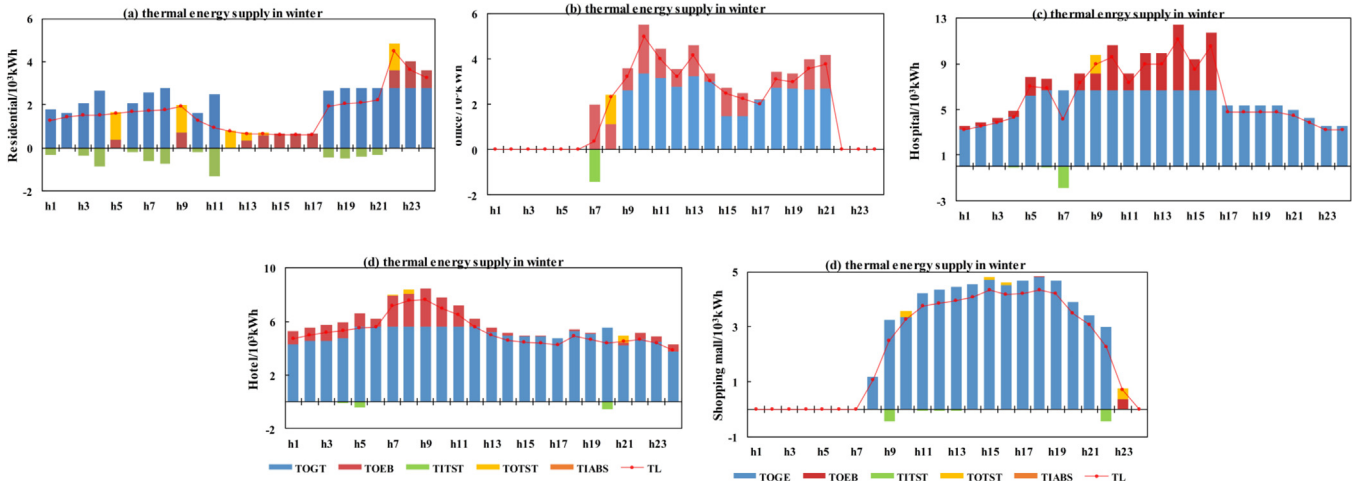 (a) thermal energy supply in winter
Residential/10³kWh
6
4
2
0
-2
h1 h3 h5 h7 h9 h11 h13 h15 h17 h19 h21 h23
(b) thermal energy supply in winter
6
4
2
0
-2
h1 h3 h5 h7 h9 h11 h13 h15 h17 h19 h21 h23
(c) thermal enrgy supply in winter
Hospital/10³kWh
13
9
5
1
-3
h1 h3 h5 h7 h9 h11 h13 h15 h17 h19 h21 h23
(d) thermal energy supply in winter
Hotel/10³kWh
10
6
2
-2
h1 h3 h5 h7 h9 h11 h13 h15 h17 h19 h21 h23
TOGT TOEB TITST TOTST TIABS TL
(d) thermal energy supply in winter
Shopping mall/10³kWh
5
3
1
-1
h1 h3 h5 h7 h9 h11 h13 h15 h17 h19 h21 h23
TOGE TOEB TITST TOTST TIABS TL